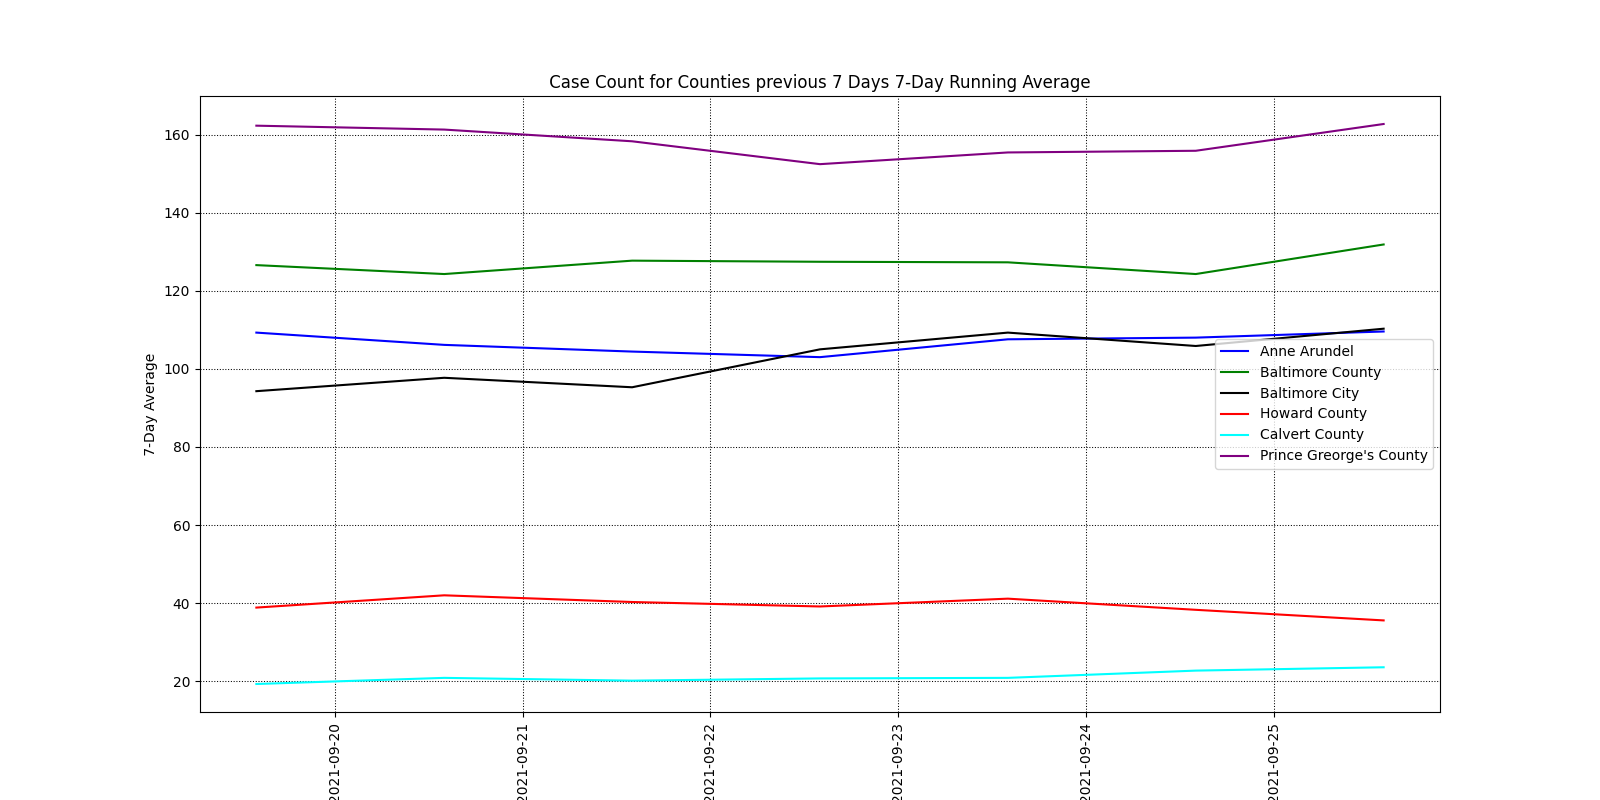 Case Count for Counties previous 7 Days 7-Day Running Average
7-Day Average
160
140
120
100
80
60
40
20
Anne Arundel
Baltimore County
Baltimore City
Howard County
Calvert County
Prince Greorge's County
2021-09-20
2021-09-21
2021-09-22
2021-09-23
2021-09-24
2021-09-25